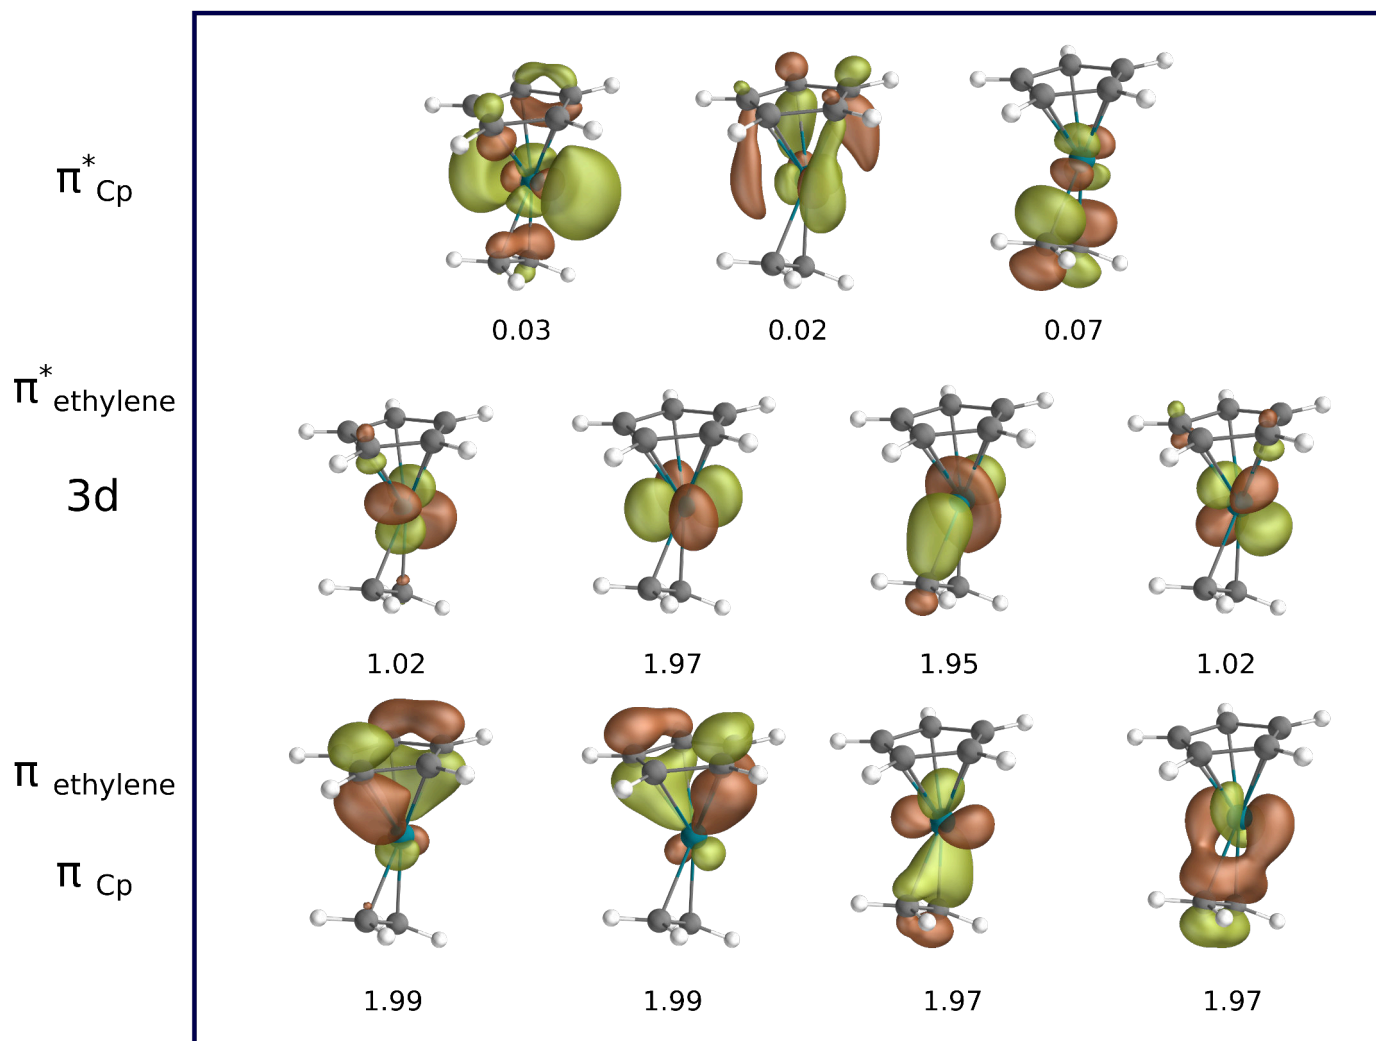 π*Cp
0.03 0.02 0.07
π*ethylene
3d
1.02 1.97 1.95 1.02
π ethylene
π Cp
1.99 1.99 1.97 1.97